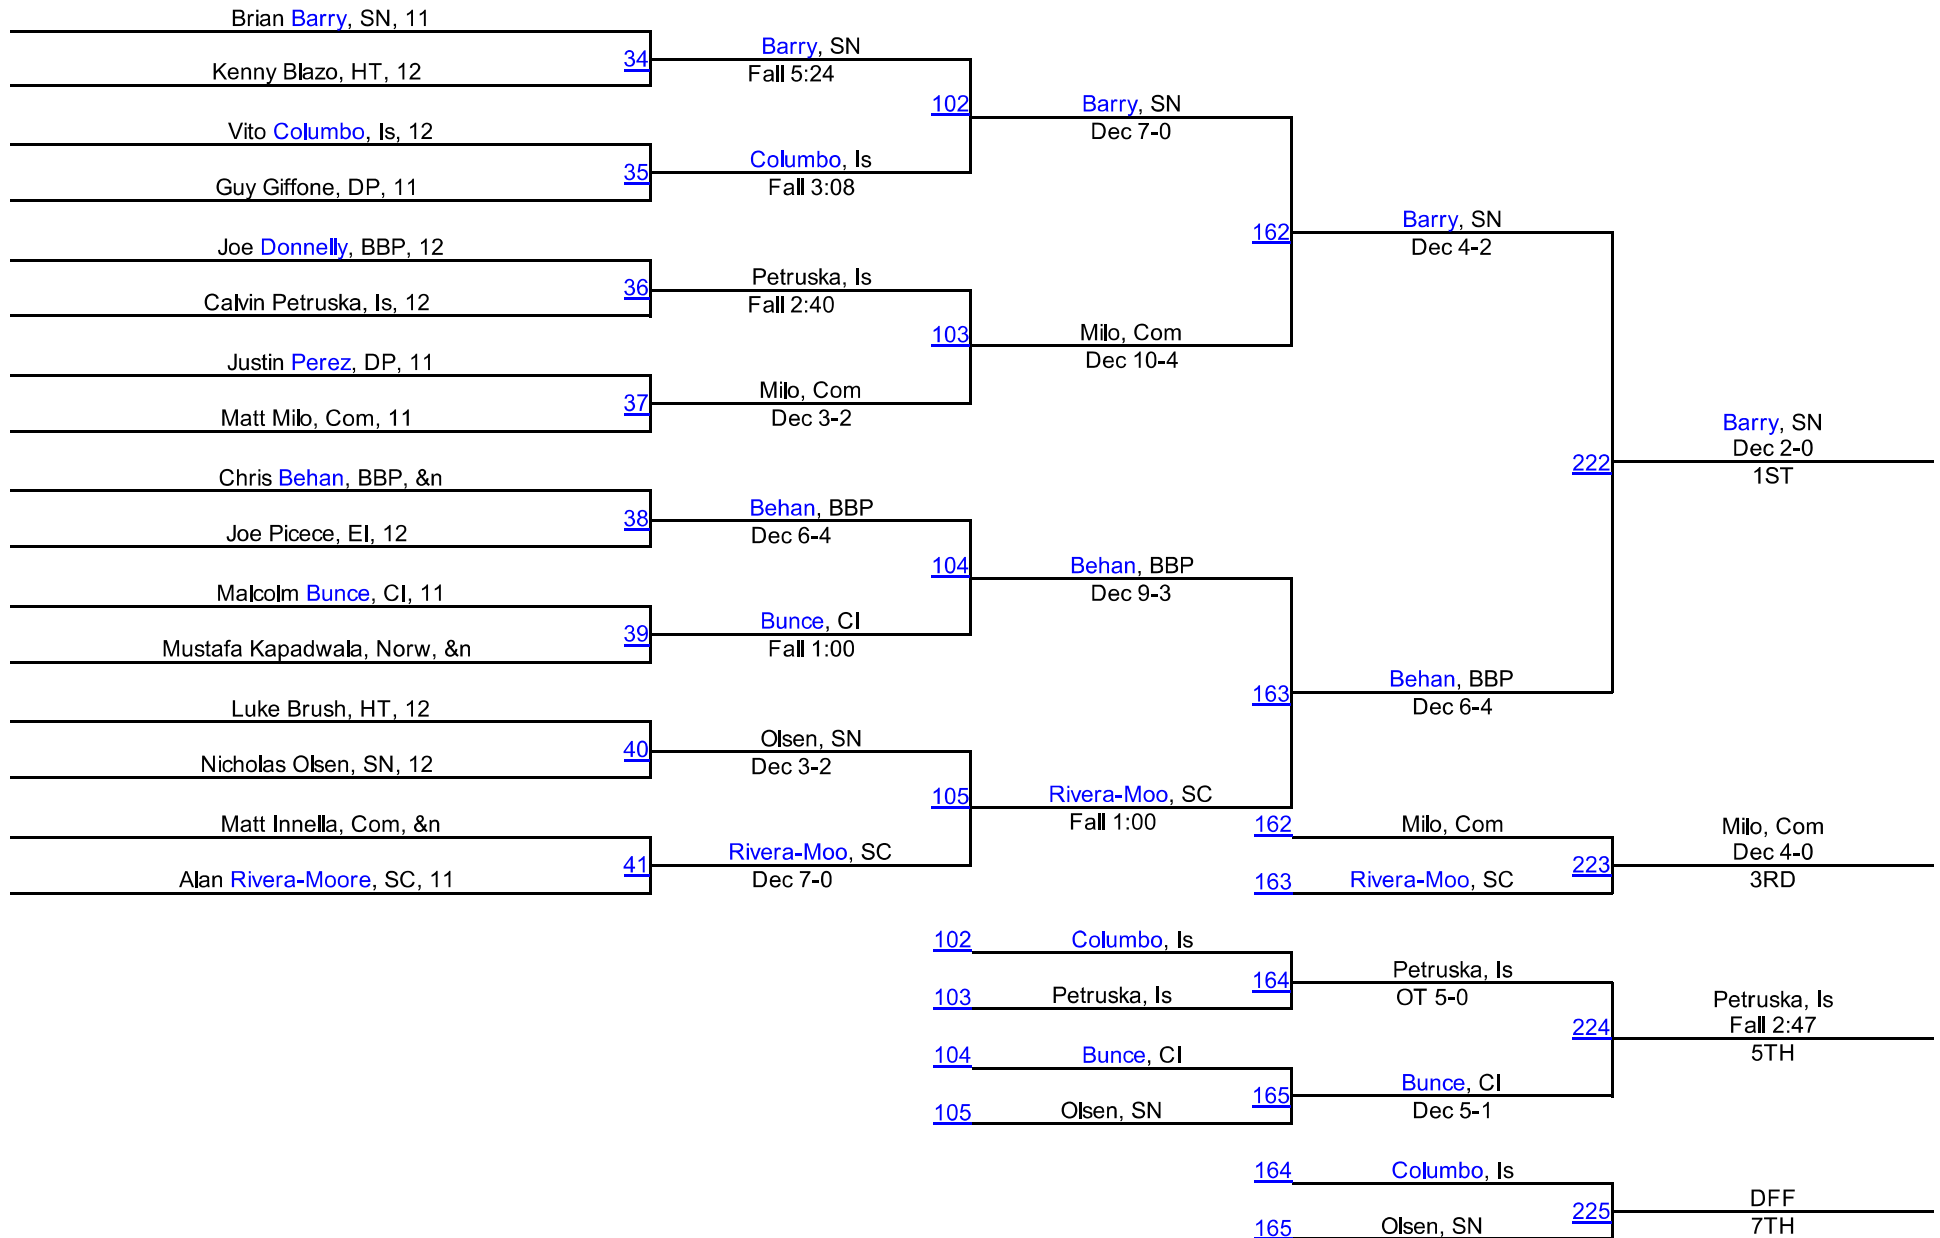 Brian Barry, SN, 11
34
Kenny Blazo, HT, 12
Vito Columbo, Is, 12
35
Guy Giffone, DP, 11
Joe Donnelly, BBP, 12
36
Calvin Petruska, Is, 12
Justin Perez, DP, 11
37
Matt Milo, Com, 11
Chris Behan, BBP, &n
38
Joe Picece, EI, 12
Malcolm Bunce, CI, 11
39
Mustafa Kapadwala, Norw, &n
Luke Brush, HT, 12
40
Nicholas Olsen, SN, 12
Matt Innella, Com, &n
41
Alan Rivera-Moore, SC, 11
Barry, SN
Fall 5:24
102
Columbo, Is
Fall 3:08
Petruska, Is
Fall 2:40
103
Milo, Com
Dec 3-2
Behan, BBP
Dec 6-4
104
Bunce, CI
Fall 1:00
Olsen, SN
Dec 3-2
105
Rivera-Moo, SC
Dec 7-0
Barry, SN
Dec 7-0
162
Milo, Com
Dec 10-4
Behan, BBP
Dec 9-3
163
Rivera-Moo, SC
Fall 1:00
Barry, SN
Dec 4-2
222
Behan, BBP
Dec 6-4
Barry, SN
Dec 2-0
1ST
162 Milo, Com
223
163 Rivera-Moo, SC
Milo, Com
Dec 4-0
3RD
102 Columbo, Is
164
103 Petruska, Is
104 Bunce, CI
165
105 Olsen, SN
Petruska, Is
OT 5-0
224
Bunce, CI
Dec 5-1
Petruska, Is
Fall 2:47
5TH
164 Columbo, Is
225
165 Olsen, SN
DFF
7TH